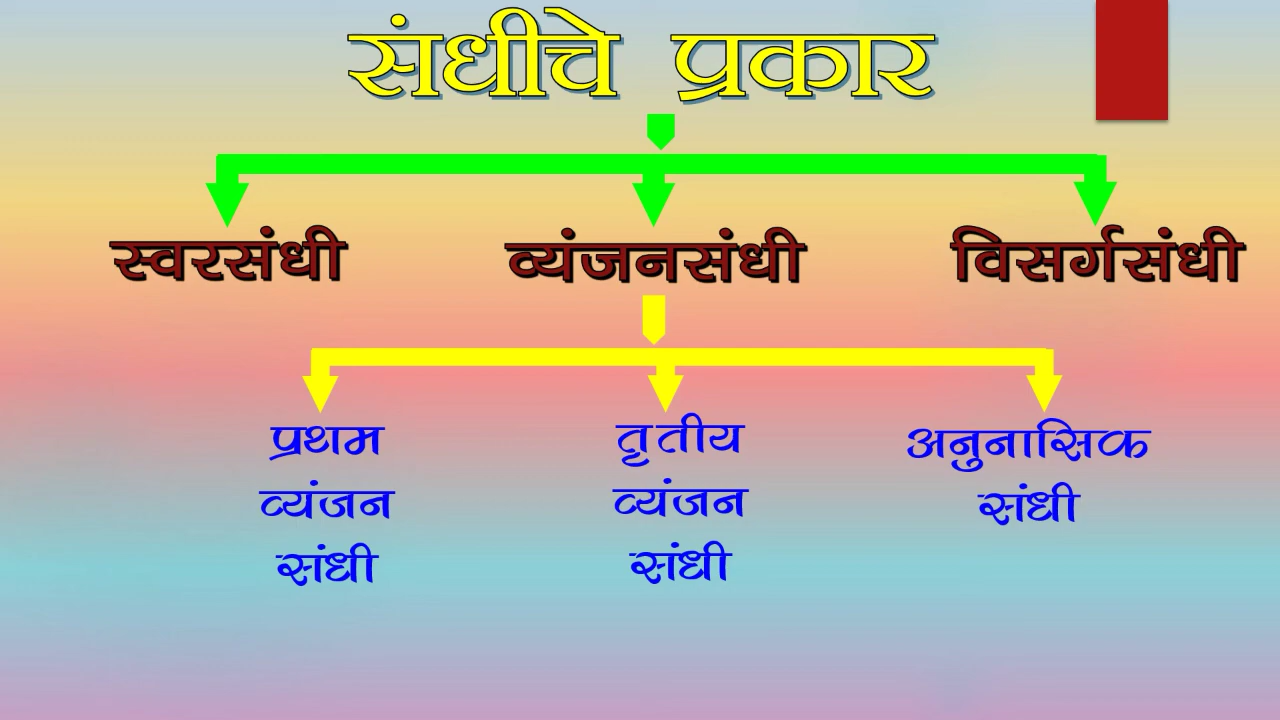 संधीचे प्रकार
स्वरसंधी व्यंजनसंधी विसर्गसंधी
प्रथम
व्यंजन
संधी
तृतीय
व्यंजन
संधी
अनुनासिक
संधी